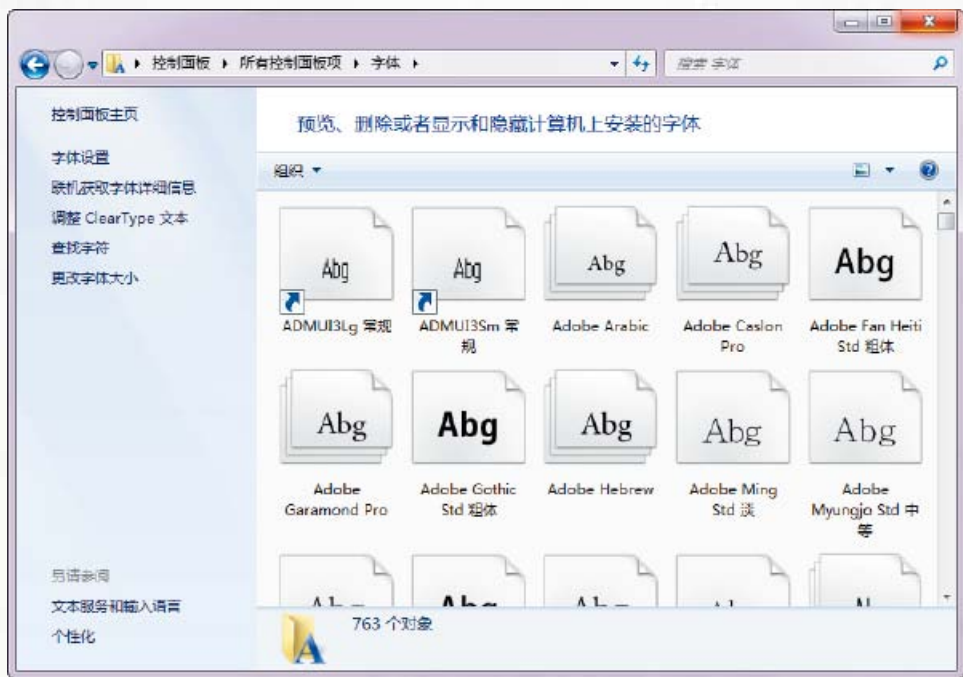 控制面板 ▸ 所有控制面板项 ▸ 字体 ▸
搜索 字体
控制面板主页
字体设置
联机获取字体详细信息
调整 ClearType 文本
查找字符
更改字体大小
另请参阅
文本服务和输入语言
个性化
预览、删除或者显示和隐藏计算机上安装的字体
组织
Abg
ADMUI3Lg 常规
Abg
ADMUI3Sm 常
规
Abg
Adobe Arabic
Abg
Adobe Caslon
Pro
Abg
Adobe Fan Heiti
Std 粗体
Abg
Adobe
Garamond Pro
Abg
Adobe Gothic
Std 粗体
Abg
Adobe Hebrew
Abg
Adobe Ming
Std 淡
Abg
Adobe
Myungjo Std 中
等
763 个对象